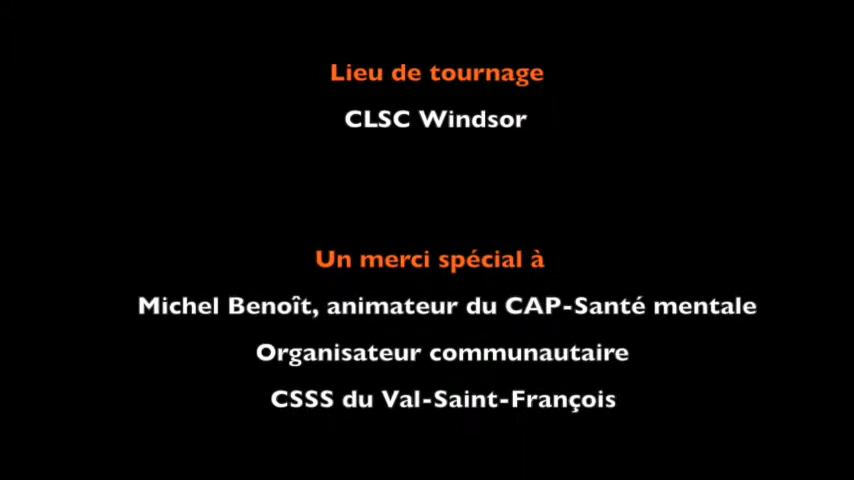 Lieu de tournage
CLSC Windsor
Un merci spécial à
Michel Benoît, animateur du CAP-Santé mentale
Organisateur communautaire
CSSS du Val-Saint-François